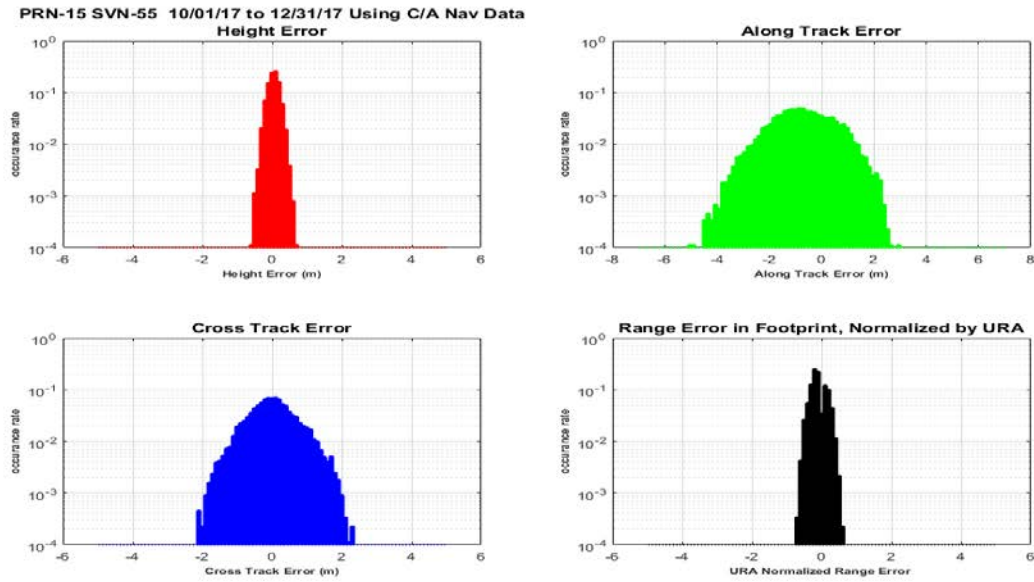 PRN-15 SVN-55 10/01/17 to 12/31/17 Using C/A Nav Data
Height Error
10^0
10^-1
10^-2
10^-3
10^-4
occurance rate
-6 -4 -2 0 2 4 6
Height Error (m)
Along Track Error
10^0
10^-1
10^-2
10^-3
10^-4
occurance rate
-8 -6 -4 -2 0 2 4 6 8
Along Track Error (m)
Cross Track Error
10^0
10^-1
10^-2
10^-3
10^-4
occurance rate
-6 -4 -2 0 2 4 6
Cross Track Error (m)
Range Error in Footprint, Normalized by URA
10^0
10^-1
10^-2
10^-3
10^-4
occurance rate
-6 -4 -2 0 2 4 6
URA Normalized Range Error